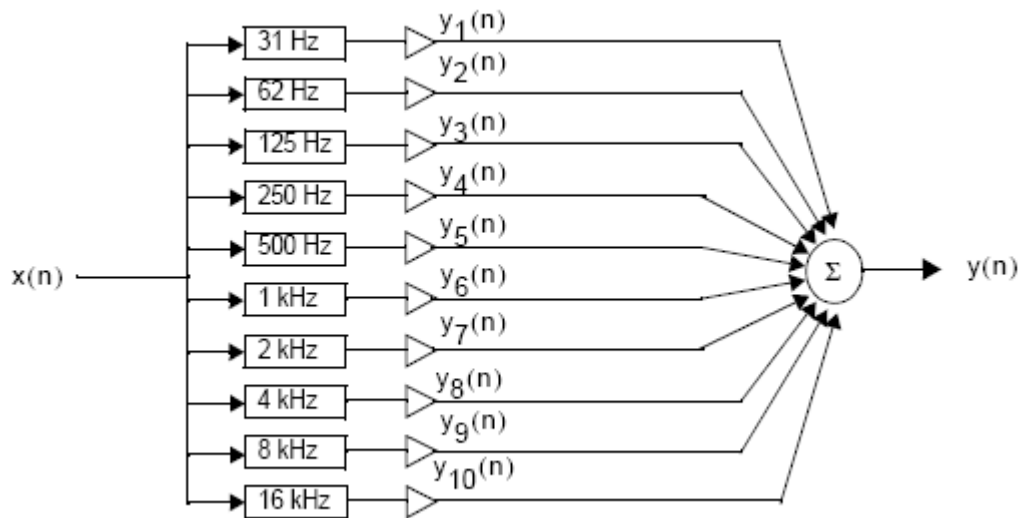 31 Hz
y1(n)
62 Hz
y2(n)
125 Hz
y3(n)
250 Hz
y4(n)
500 Hz
y5(n)
x(n)
Σ
y(n)
1 kHz
y6(n)
2 kHz
y7(n)
4 kHz
y8(n)
8 kHz
y9(n)
16 kHz
y10(n)